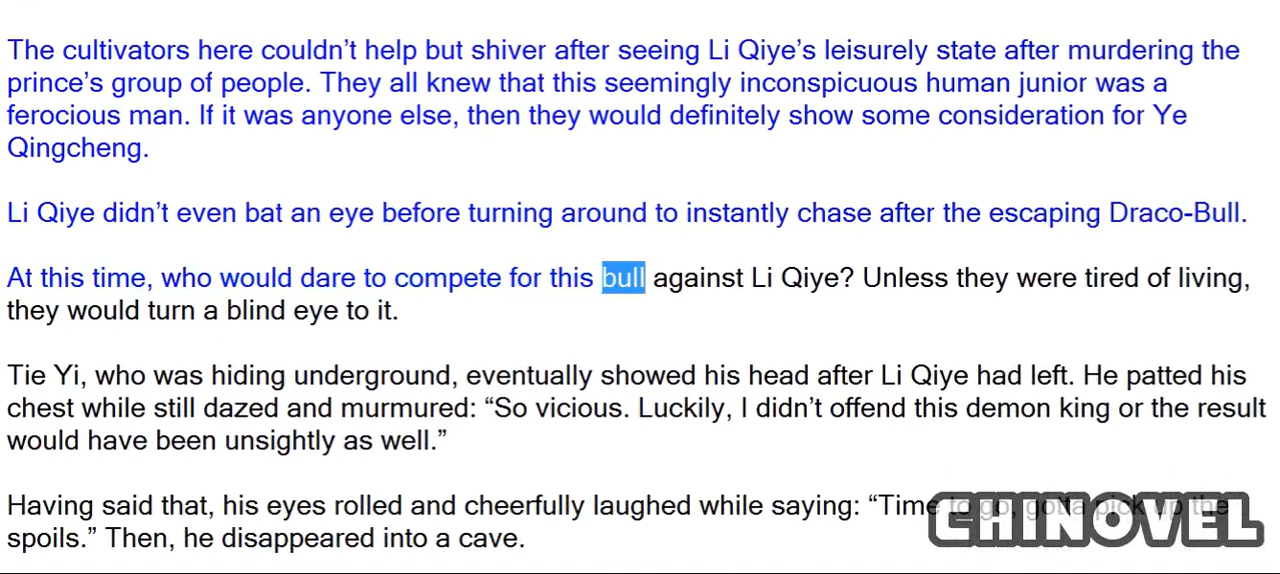 The cultivators here couldn’t help but shiver after seeing Li Qiye’s leisurely state after murdering the
prince’s group of people. They all knew that this seemingly inconspicuous human junior was a
ferocious man. If it was anyone else, then they would definitely show some consideration for Ye
Qingcheng.
Li Qiye didn’t even bat an eye before turning around to instantly chase after the escaping Draco-Bull.
At this time, who would dare to compete for this bull against Li Qiye? Unless they were tired of living,
they would turn a blind eye to it.
Tie Yi, who was hiding underground, eventually showed his head after Li Qiye had left. He patted his
chest while still dazed and murmured: “So vicious. Luckily, I didn’t offend this demon king or the result
would have been unsightly as well.”
Having said that, his eyes rolled and cheerfully laughed while saying: “Time to go, gotta pick up the
spoils.” Then, he disappeared into a cave.
CHINOVEL